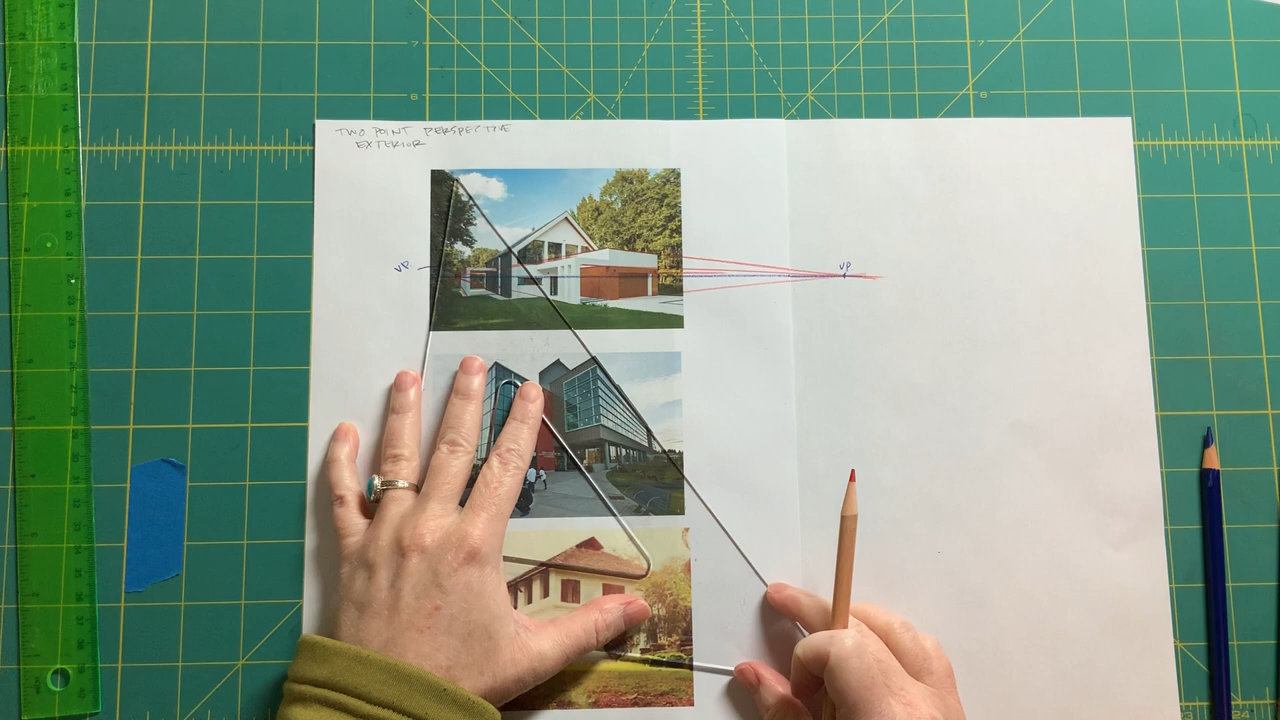 TWO POINT PERSPECTIVE
EXTERIOR
VP.
VP